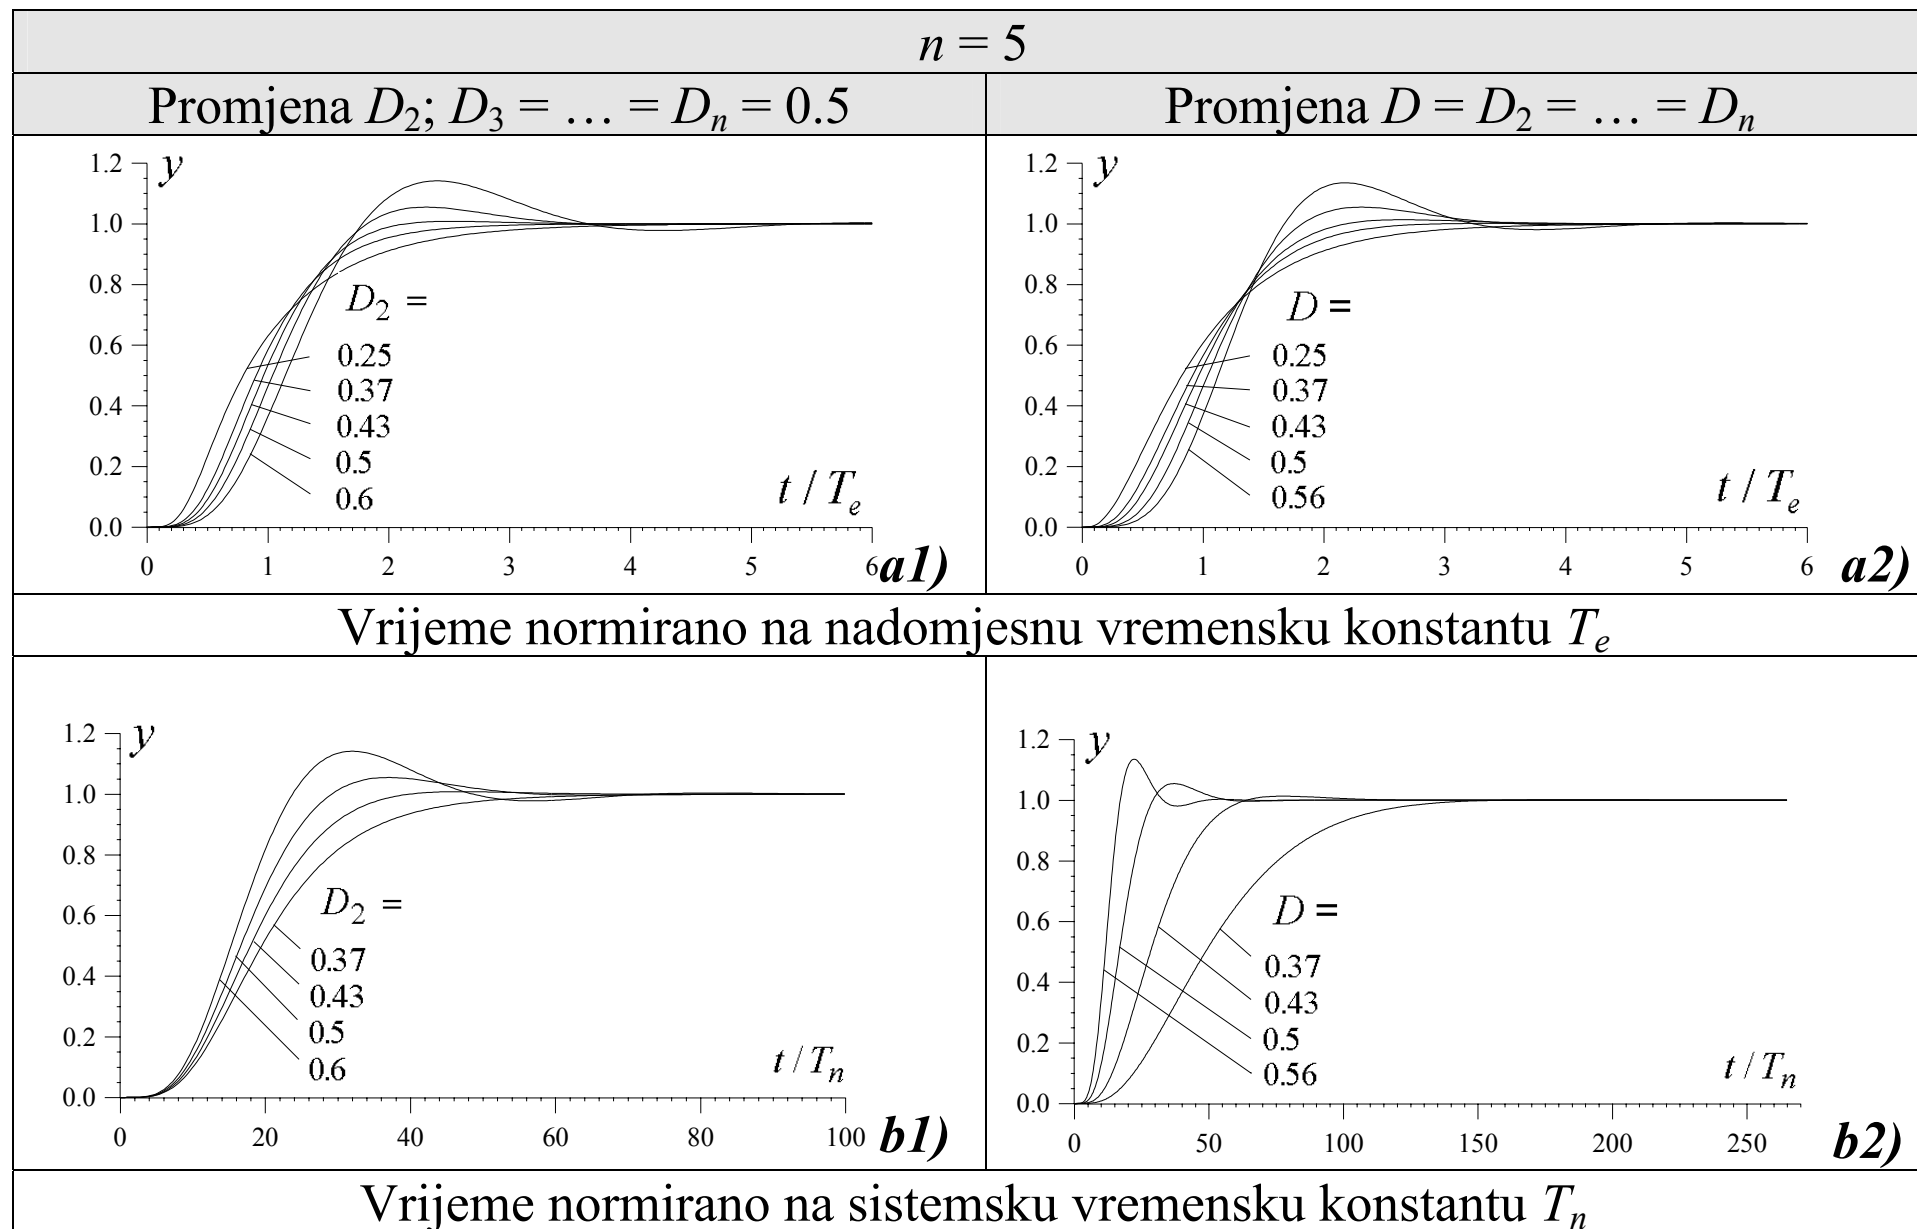 n = 5
Promjena D₂; D₃ = … = Dₙ = 0.5
Promjena D = D₂ = … = Dₙ
y
1.2
1.0
0.8
0.6
0.4
0.2
0.0
D₂ =
0.25
0.37
0.43
0.5
0.6
t / Tₑ
0 1 2 3 4 5 6
a1)
y
1.2
1.0
0.8
0.6
0.4
0.2
0.0
D =
0.25
0.37
0.43
0.5
0.56
t / Tₑ
0 1 2 3 4 5 6
a2)
Vrijeme normirano na nadomjesnu vremensku konstantu Tₑ
y
1.2
1.0
0.8
0.6
0.4
0.2
0.0
D₂ =
0.37
0.43
0.5
0.6
t / Tₙ
0 20 40 60 80 100
b1)
y
1.2
1.0
0.8
0.6
0.4
0.2
0.0
D =
0.37
0.43
0.5
0.56
t / Tₙ
0 50 100 150 200 250
b2)
Vrijeme normirano na sistemsku vremensku konstantu Tₙ